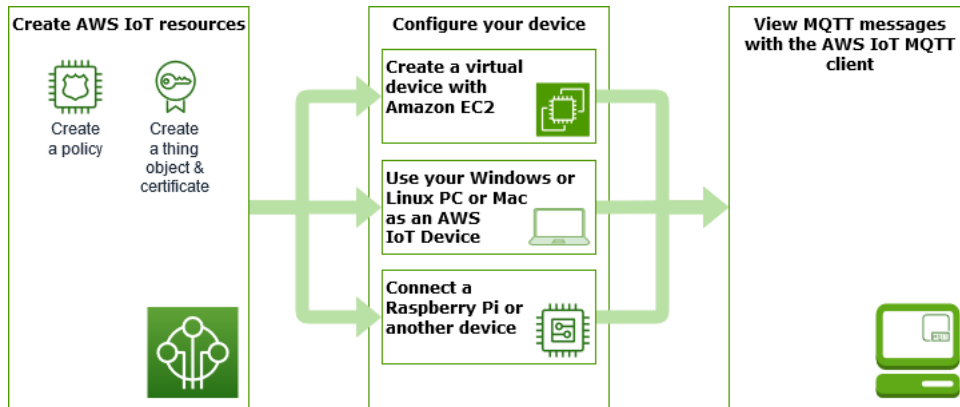 Create AWS IoT resources
Create
a policy
Create
a thing
object &
certificate
Configure your device
Create a virtual
device with
Amazon EC2
Use your Windows or
Linux PC or Mac
as an AWS
IoT Device
Connect a
Raspberry Pi or
another device
View MQTT messages
with the AWS IoT MQTT
client
MQTT